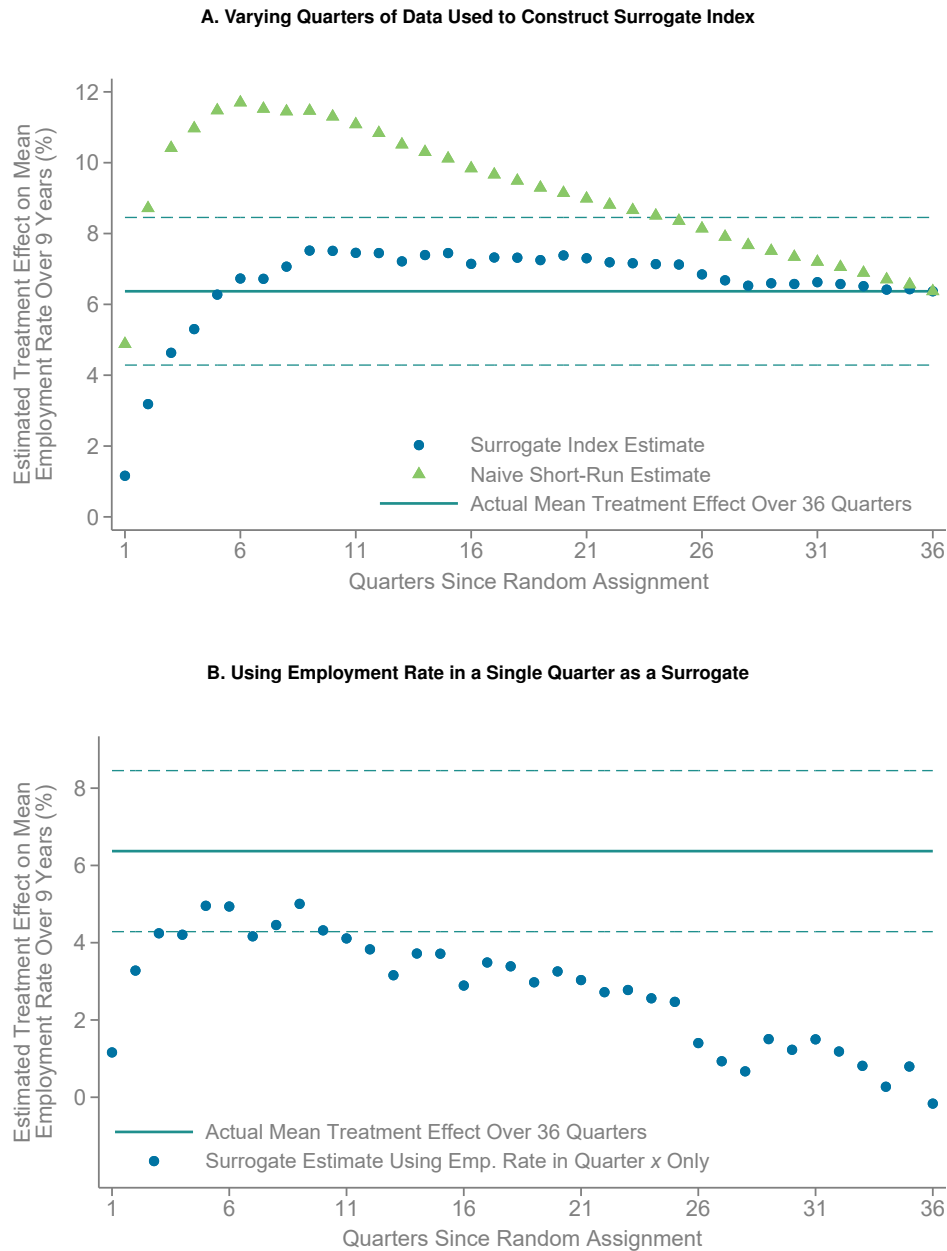 A. Varying Quarters of Data Used to Construct Surrogate Index
Estimated Treatment Effect on Mean
Employment Rate Over 9 Years (%)
12
10
8
6
4
2
0
Surrogate Index Estimate
Naive Short-Run Estimate
Actual Mean Treatment Effect Over 36 Quarters
1 6 11 16 21 26 31 36
Quarters Since Random Assignment
B. Using Employment Rate in a Single Quarter as a Surrogate
Estimated Treatment Effect on Mean
Employment Rate Over 9 Years (%)
8
6
4
2
0
Actual Mean Treatment Effect Over 36 Quarters
Surrogate Estimate Using Emp. Rate in Quarter x Only
1 6 11 16 21 26 31 36
Quarters Since Random Assignment